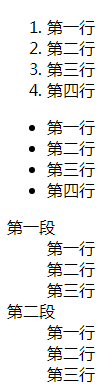 1. 第一行
2. 第二行
3. 第三行
4. 第四行
• 第一行
• 第二行
• 第三行
• 第四行
第一段
第一行
第二行
第三行
第二段
第一行
第二行
第三行